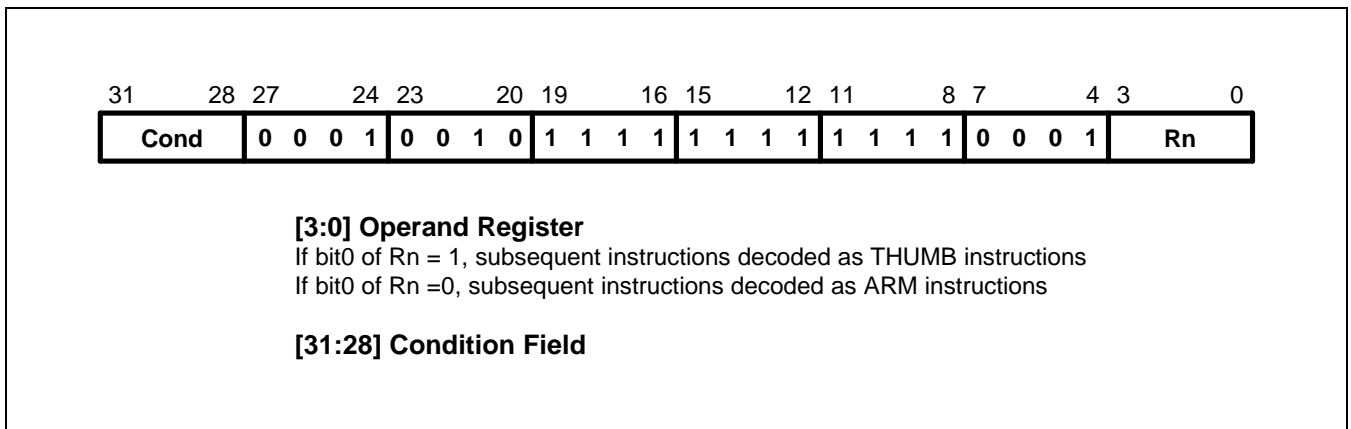 31 28 27 24 23 20 19 16 15 12 11 8 7 4 3 0
Cond 0 0 0 1 0 0 1 0 1 1 1 1 1 1 1 1 1 1 1 1 0 0 0 1 Rn
[3:0] Operand Register
If bit0 of Rn = 1, subsequent instructions decoded as THUMB instructions
If bit0 of Rn =0, subsequent instructions decoded as ARM instructions
[31:28] Condition Field